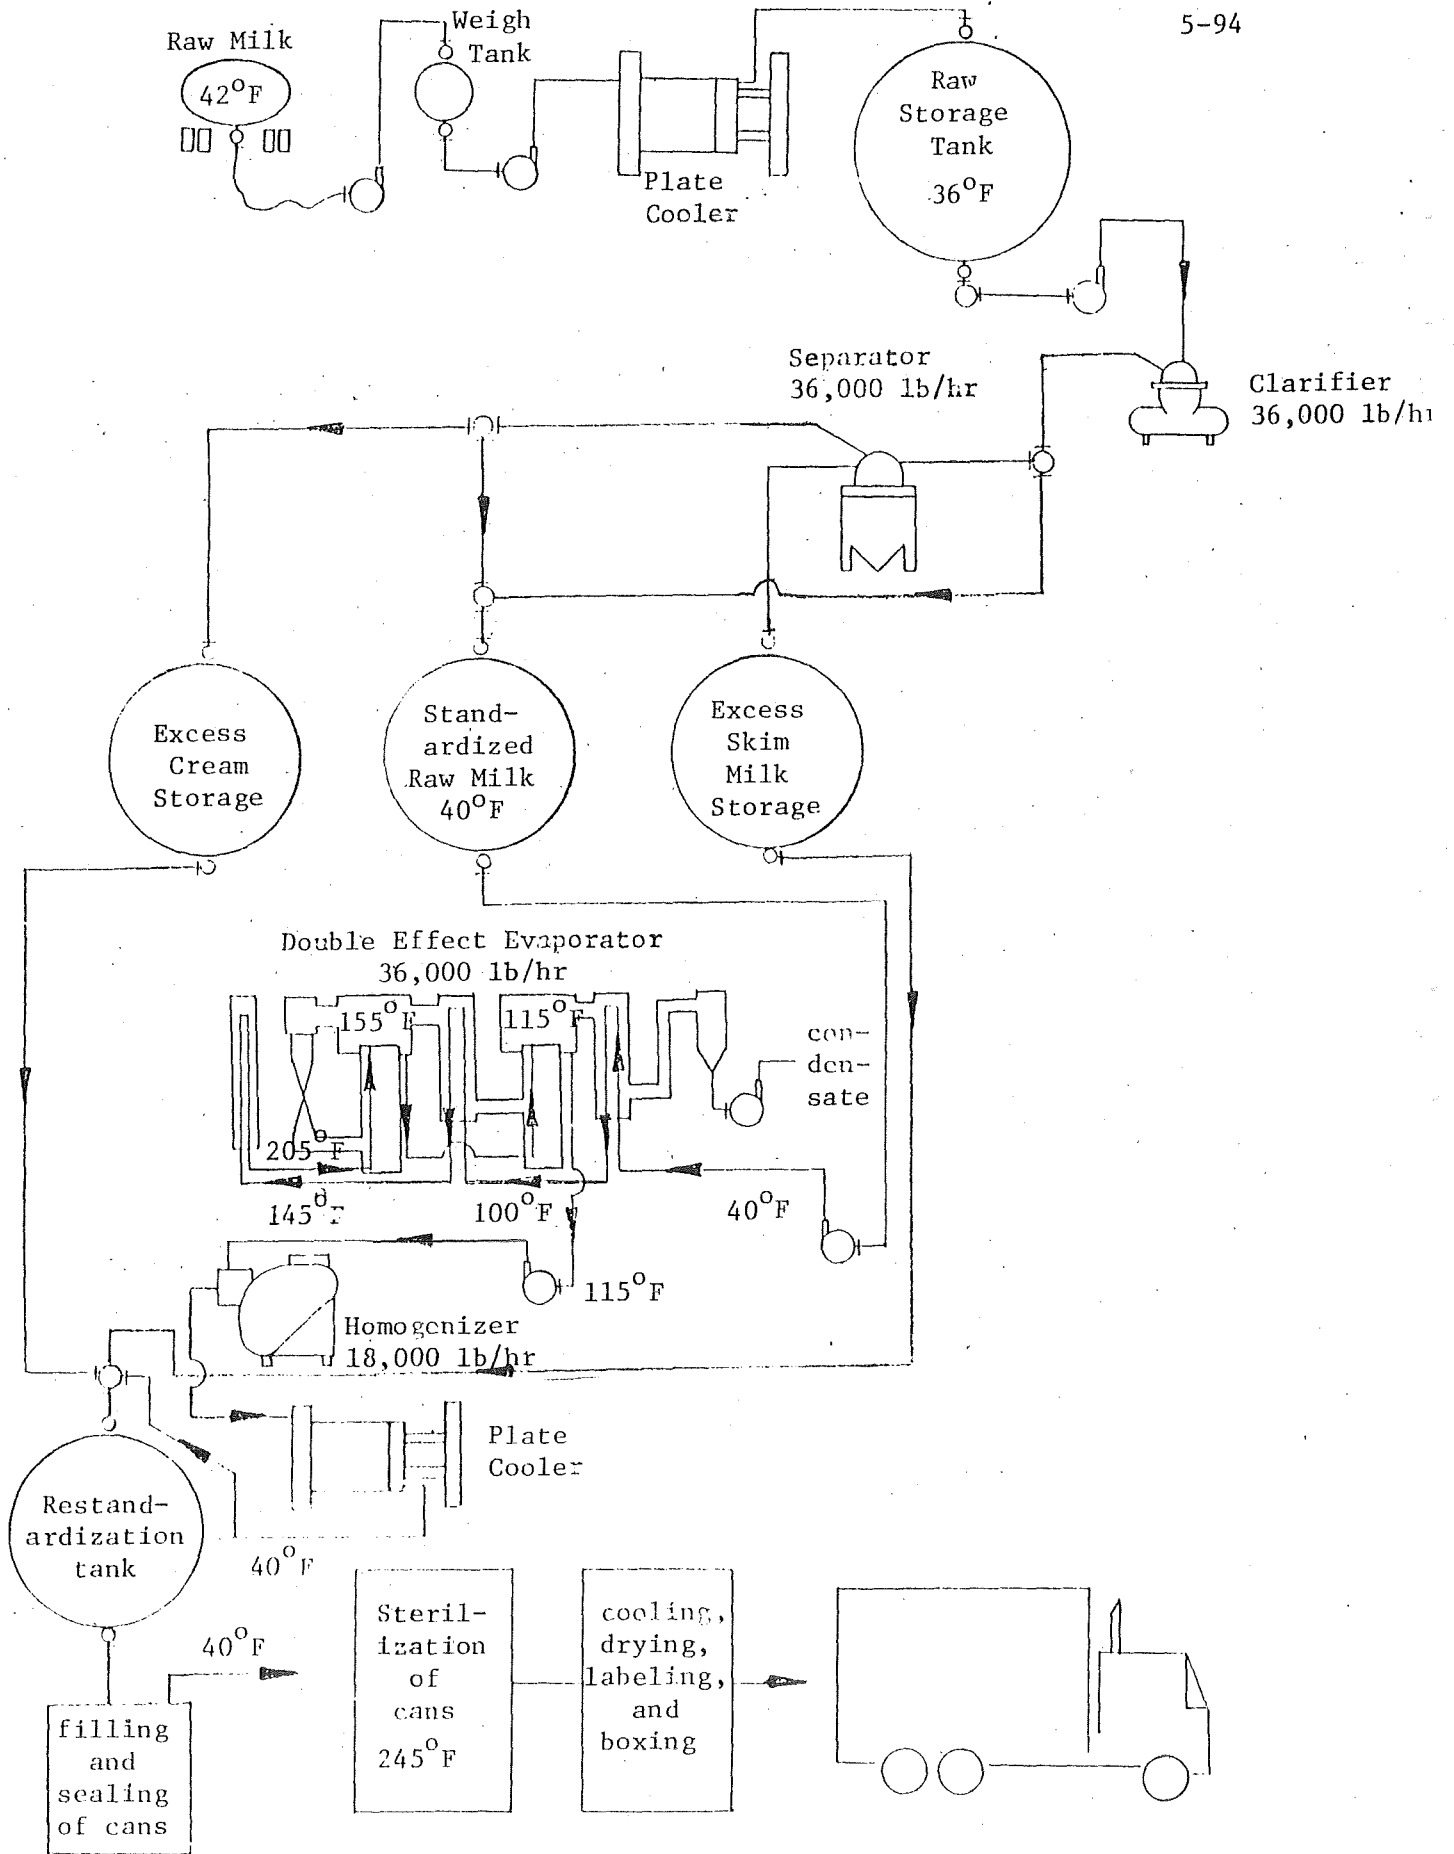 5-94
Raw Milk
42°F
Weigh
Tank
Plate
Cooler
Raw
Storage
Tank
36°F
Separator
36,000 lb/hr
Clarifier
36,000 lb/hr
Excess
Cream
Storage
Stand-
ardized
Raw Milk
40°F
Excess
Skim
Milk
Storage
Double Effect Evaporator
36,000 lb/hr
155°F
115°F
con-
den-
sate
205°F
145°F
100°F
40°F
115°F
Homogenizer
18,000 lb/hr
Plate
Cooler
Restand-
ardization
tank
40°F
40°F
filling
and
sealing
of cans
Steril-
ization
of
cans
245°F
cooling,
drying,
labeling,
and
boxing